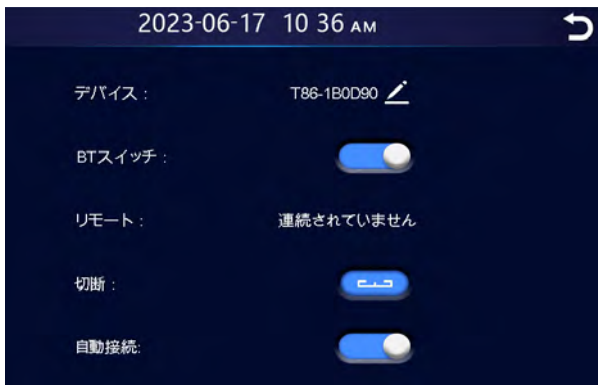 2023-06-17 10 36 AM
デバイス : T86-1B0D90
BTスイッチ :
リモート : 連続されていません
切断 :
自動接続: